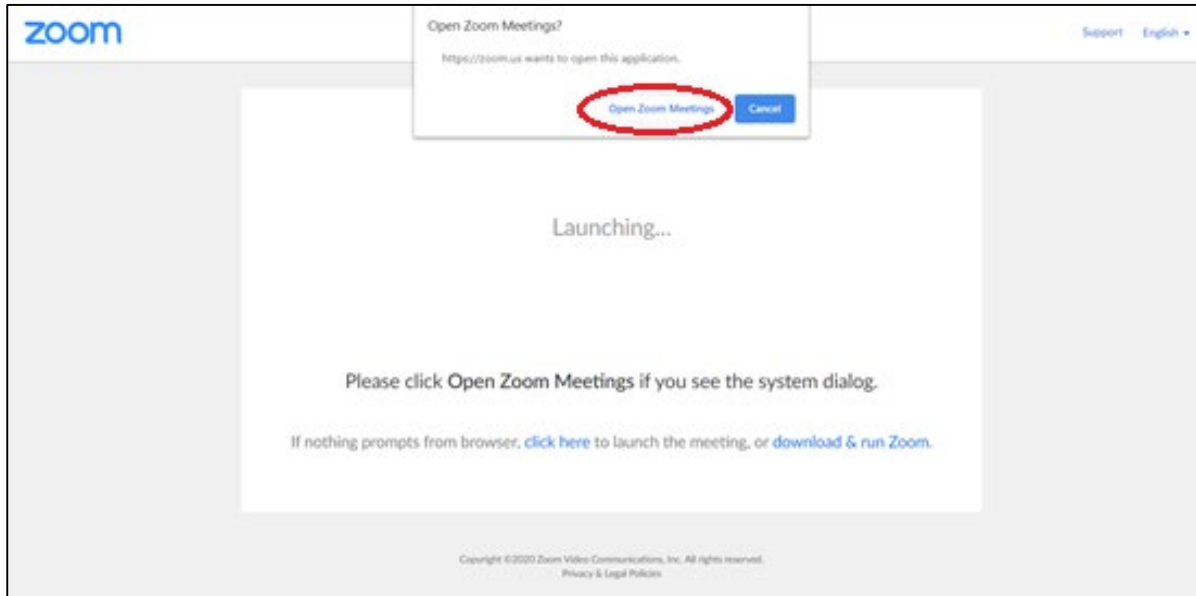 zoom
Support English
Open Zoom Meetings?
https://zoom.us wants to open this application.
Open Zoom Meetings Cancel
Launching...
Please click Open Zoom Meetings if you see the system dialog.
If nothing prompts from browser, click here to launch the meeting, or download & run Zoom.
Copyright ©2020 Zoom Video Communications, Inc. All rights reserved.
Privacy & Legal Policies